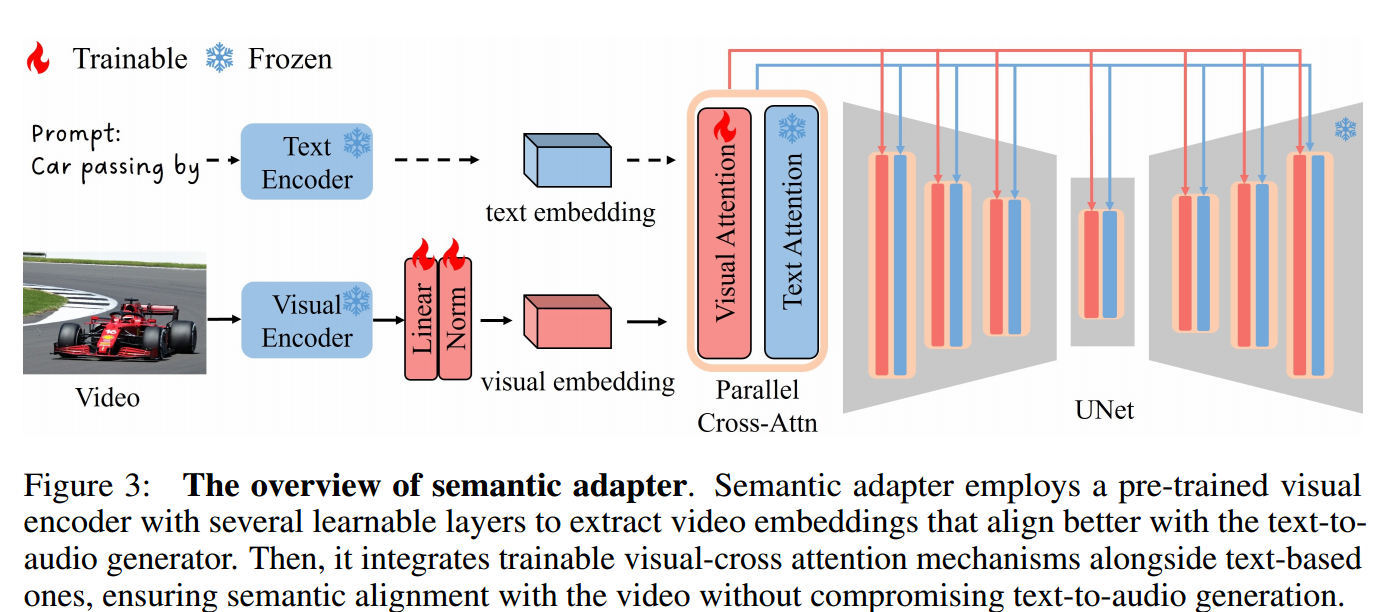 Trainable Frozen
Prompt:
Car passing by
Text
Encoder
text embedding
Visual Attention
Text Attention
Video
Visual
Encoder
Linear
Norm
visual embedding
Parallel
Cross-Attn
UNet
Figure 3: The overview of semantic adapter. Semantic adapter employs a pre-trained visual
encoder with several learnable layers to extract video embeddings that align better with the text-to-
audio generator. Then, it integrates trainable visual-cross attention mechanisms alongside text-based
ones, ensuring semantic alignment with the video without compromising text-to-audio generation.